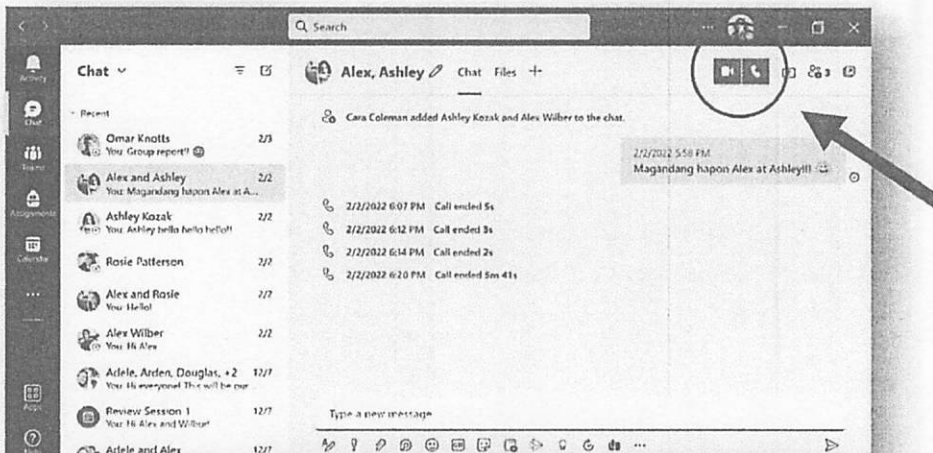 Search
Activity
Chat
Teams
Assignments
Calendar
Apps
Chat
Recent
Omar Knotts 2/3
You: Group report!!
Alex and Ashley 2/2
You: Magandang hapon Alex at A...
Ashley Kozak 2/2
You: Ashley hello hello hello!!
Rosie Patterson 2/2
Alex and Rosie 2/2
You: Hello!
Alex Wilber 2/2
You: Hi Alex
Adele, Arden, Douglas, +2 12/7
You: Hi everyone! This will be our
Review Session 1 12/7
You: Hi Alex and Wilbur!
Adele and Alex 12/7
Alex, Ashley Chat Files + 3
Cara Coleman added Ashley Kozak and Alex Wilber to the chat.
2/2/2022 5:58 PM
Magandang hapon Alex at Ashley!!!
2/2/2022 6:07 PM Call ended 5s
2/2/2022 6:12 PM Call ended 3s
2/2/2022 6:14 PM Call ended 2s
2/2/2022 6:20 PM Call ended 5m 41s
Type a new message
GIF